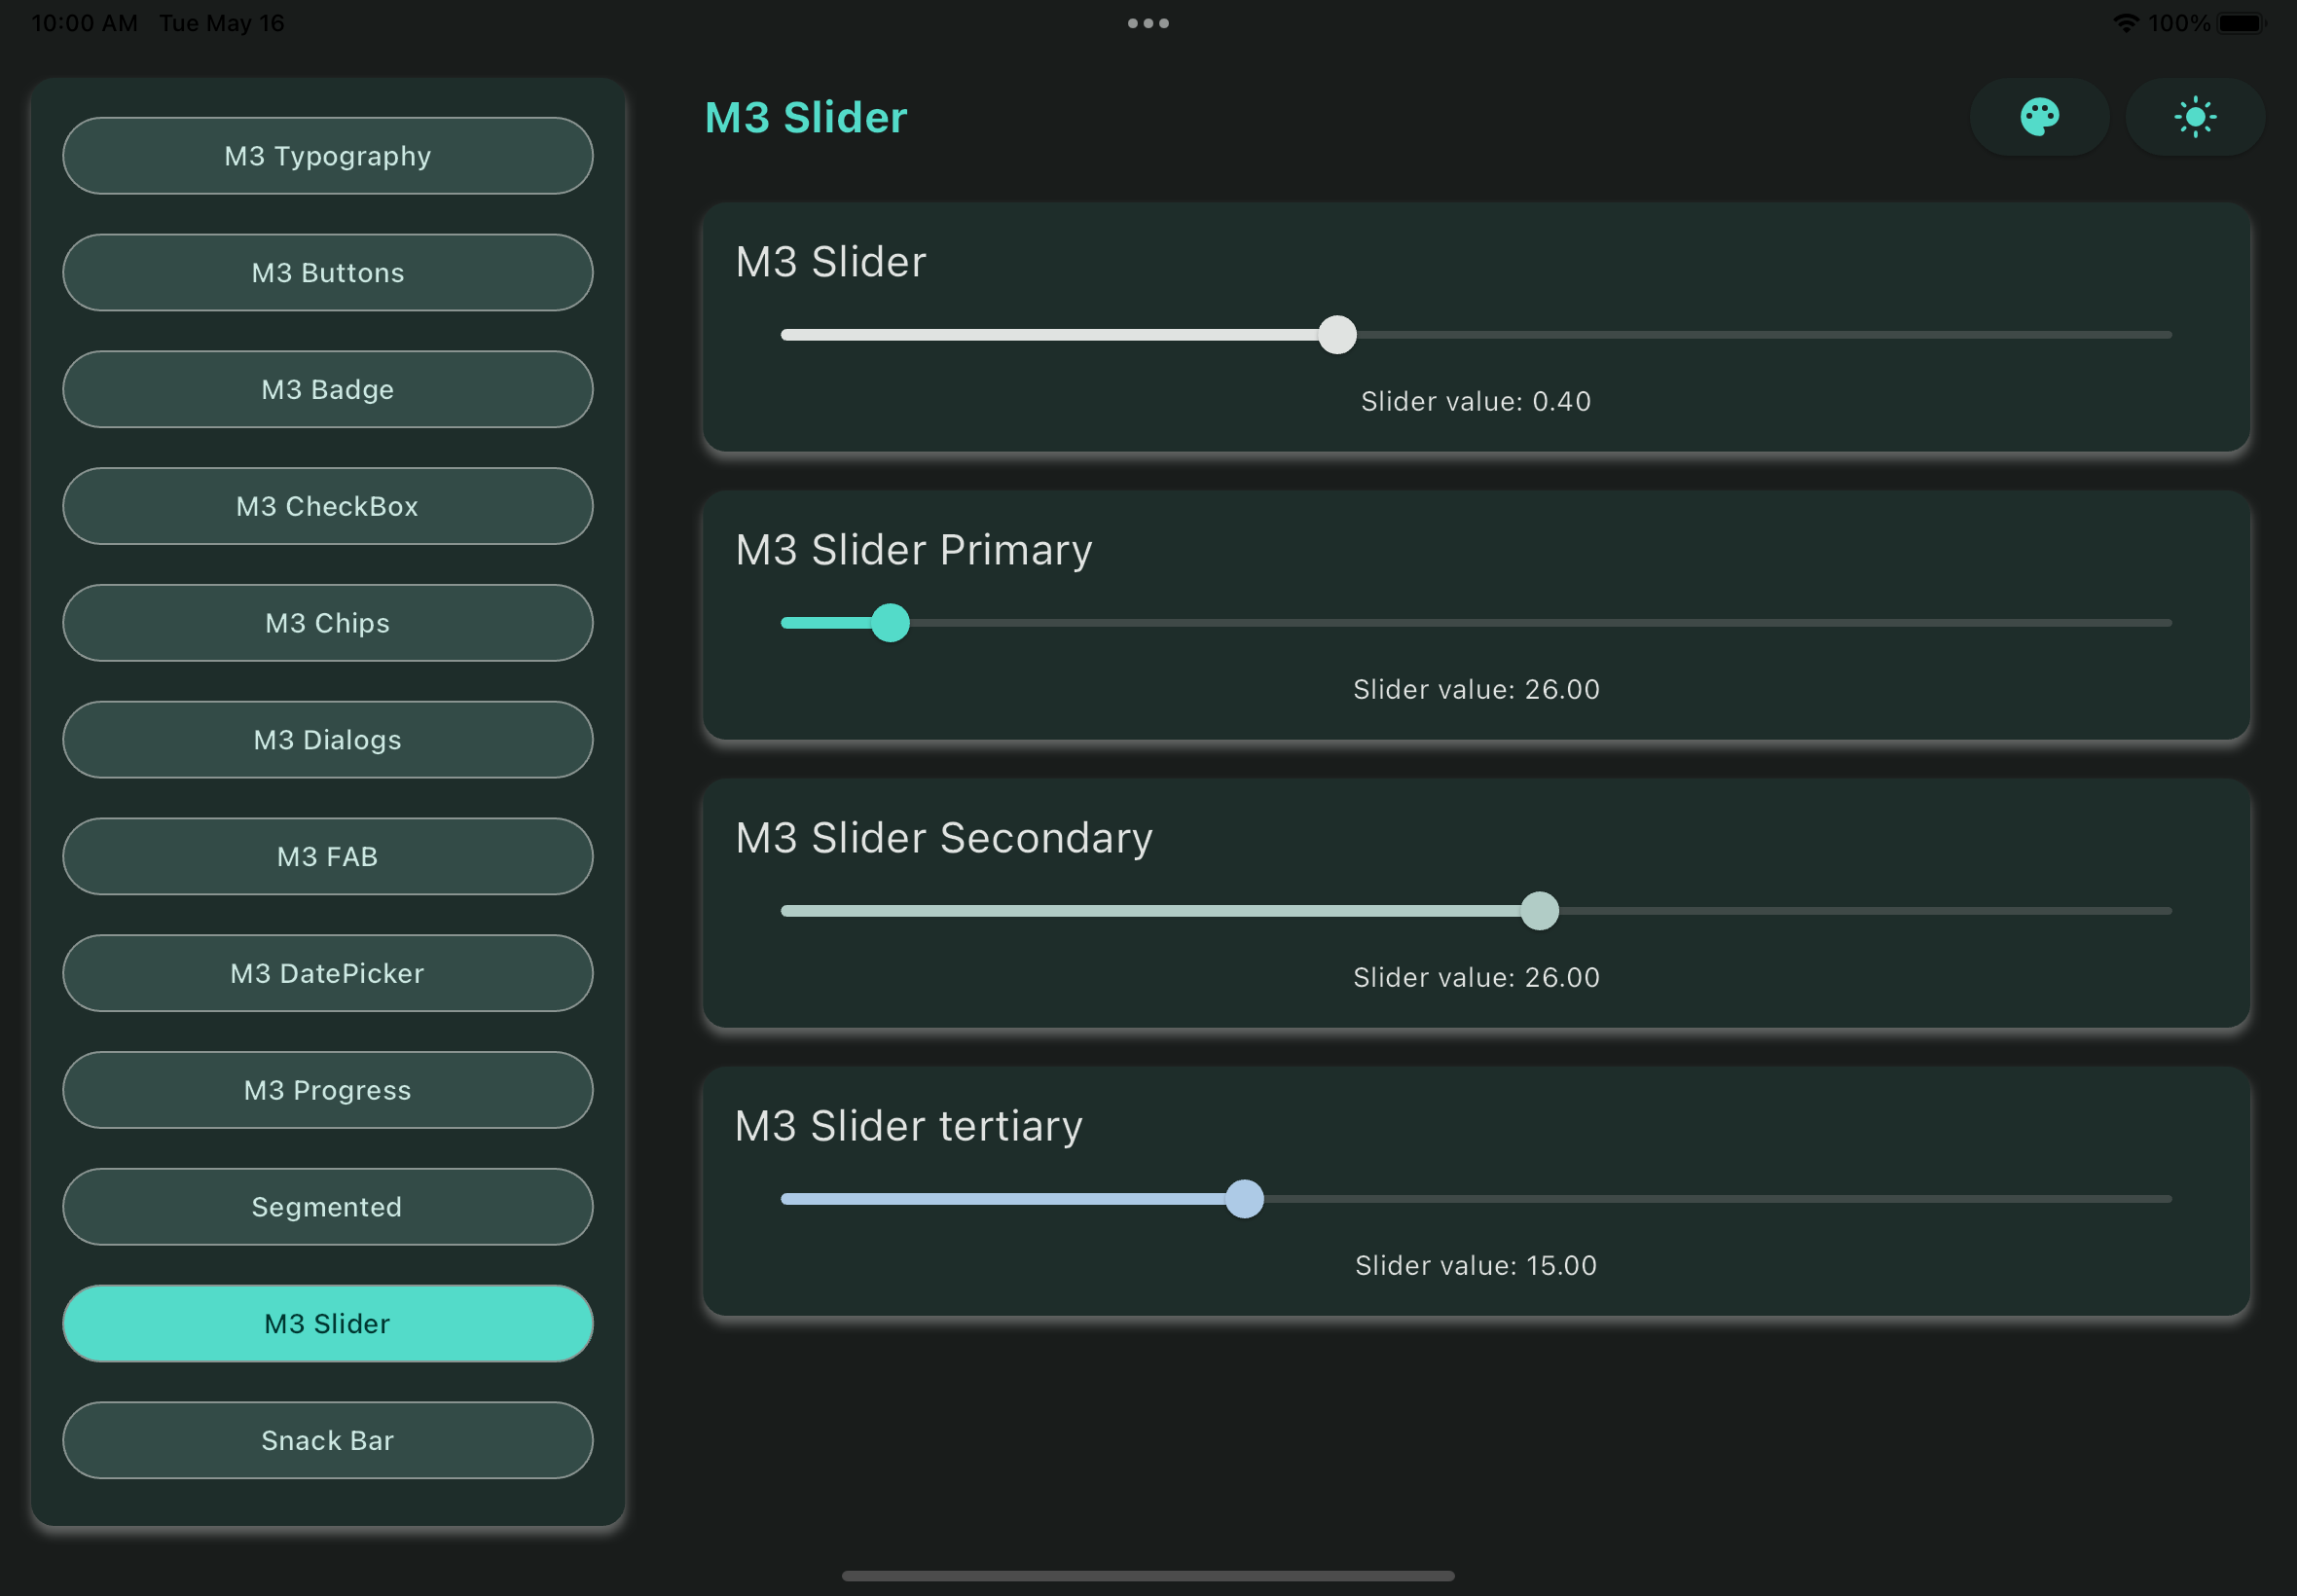 10:00 AM Tue May 16
100%
M3 Typography
M3 Buttons
M3 Badge
M3 CheckBox
M3 Chips
M3 Dialogs
M3 FAB
M3 DatePicker
M3 Progress
Segmented
M3 Slider
Snack Bar
M3 Slider
M3 Slider
Slider value: 0.40
M3 Slider Primary
Slider value: 26.00
M3 Slider Secondary
Slider value: 26.00
M3 Slider tertiary
Slider value: 15.00